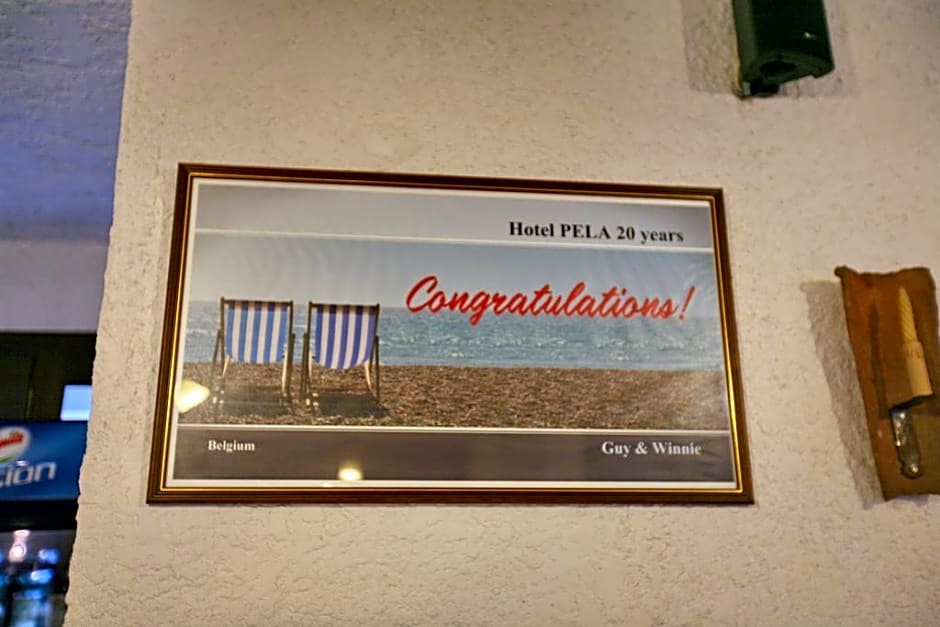 Hotel PELA 20 years
Congratulations!
Belgium
Guy & Winnie